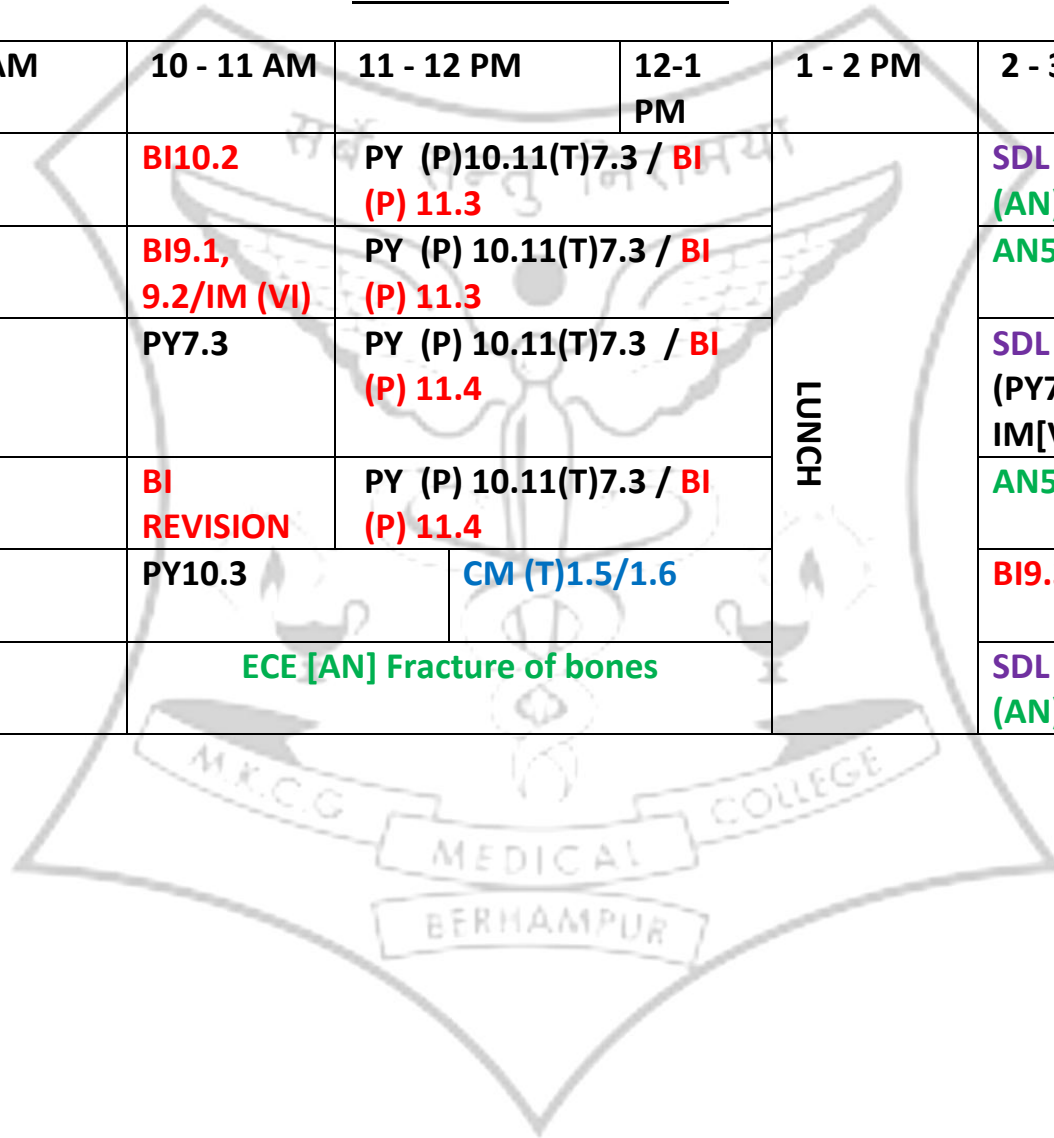 AM 10 - 11 AM 11 - 12 PM 12-1 1 - 2 PM 2 - 3
PM
BI10.2 PY (P)10.11(T)7.3 / BI SDL
(P) 11.3 (AN)
BI9.1, PY (P) 10.11(T)7.3 / BI AN5
9.2/IM (VI) (P) 11.3
PY7.3 PY (P) 10.11(T)7.3 / BI SDL
(P) 11.4 (PY7
IM[V
LUNCH
BI PY (P) 10.11(T)7.3 / BI AN5
REVISION (P) 11.4
PY10.3 CM (T)1.5/1.6 BI9.
ECE [AN] Fracture of bones SDL
(AN)
M.K.C.G MEDICAL COLLEGE
BERHAMPUR